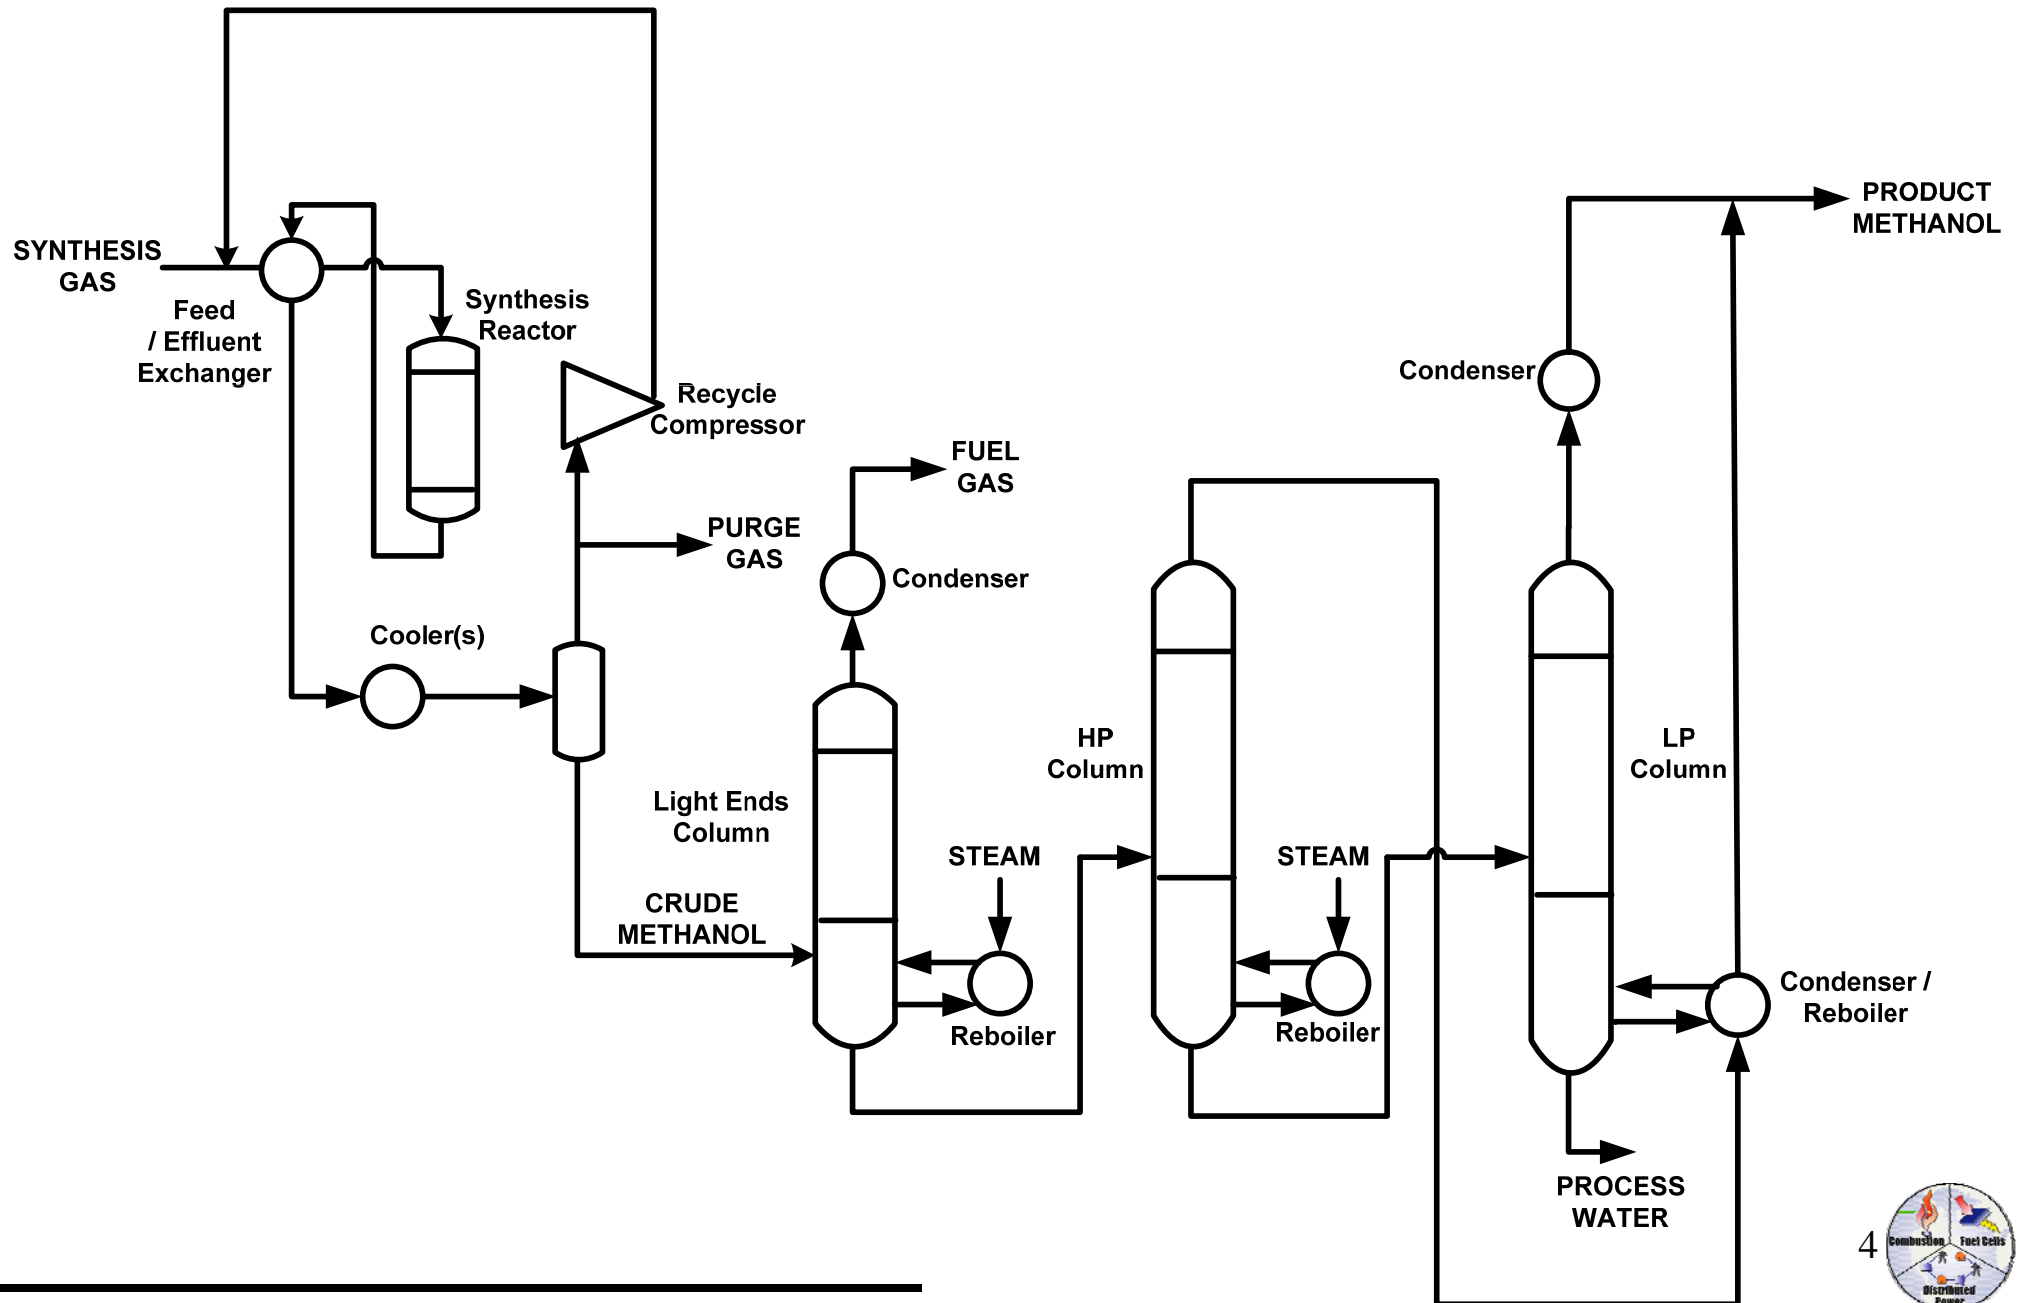 SYNTHESIS
GAS
Feed
/ Effluent
Exchanger
Synthesis
Reactor
Recycle
Compressor
PURGE
GAS
Cooler(s)
FUEL
GAS
Condenser
Light Ends
Column
CRUDE
METHANOL
STEAM
Reboiler
HP
Column
STEAM
Reboiler
Condenser
PRODUCT
METHANOL
LP
Column
Condenser /
Reboiler
PROCESS
WATER
4
Combustion
Fuel Cells
Distributed
Power